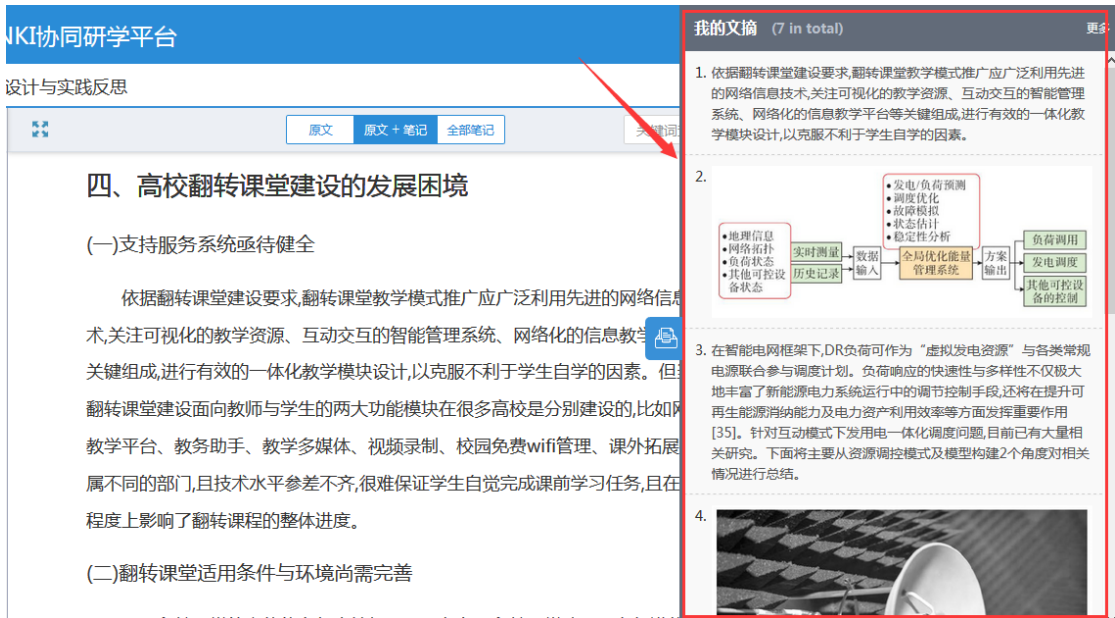 NKI协同研学平台
设计与实践反思
原文
原文 + 笔记
全部笔记
关键词
四、高校翻转课堂建设的发展困境
(一)支持服务系统亟待健全
依据翻转课堂建设要求,翻转课堂教学模式推广应广泛利用先进的网络信息
术,关注可视化的教学资源、互动交互的智能管理系统、网络化的信息教学
关键组成,进行有效的一体化教学模块设计,以克服不利于学生自学的因素。但
翻转课堂建设面向教师与学生的两大功能模块在很多高校是分别建设的,比如
教学平台、教务助手、教学多媒体、视频录制、校园免费wifi管理、课外拓展
属不同的部门,且技术水平参差不齐,很难保证学生自觉完成课前学习任务,且在
程度上影响了翻转课程的整体进度。
(二)翻转课堂适用条件与环境尚需完善
我的文摘 (7 in total)
更多
1. 依据翻转课堂建设要求,翻转课堂教学模式推广应广泛利用先进
的网络信息技术,关注可视化的教学资源、互动交互的智能管理
系统、网络化的信息教学平台等关键组成,进行有效的一体化教
学模块设计,以克服不利于学生自学的因素。
2.
•地理信息
•网络拓扑
•负荷状态
•其他可控设
备状态
实时测量
历史记录
数据
输入
•发电/负荷预测
•调度优化
•故障模拟
•状态估计
•稳定性分析
全局优化能量
管理系统
方案
输出
负荷调用
发电调度
其他可控设
备的控制
3. 在智能电网框架下,DR负荷可作为“虚拟发电资源”与各类常规
电源联合参与调度计划。负荷响应的快速性与多样性不仅极大
地丰富了新能源电力系统运行中的调节控制手段,还将在提升可
再生能源消纳能力及电力资产利用效率等方面发挥重要作用
[35]。针对互动模式下发用电一体化调度问题,目前已有大量相
关研究。下面将主要从资源调控模式及模型构建2个角度对相关
情况进行总结。
4.